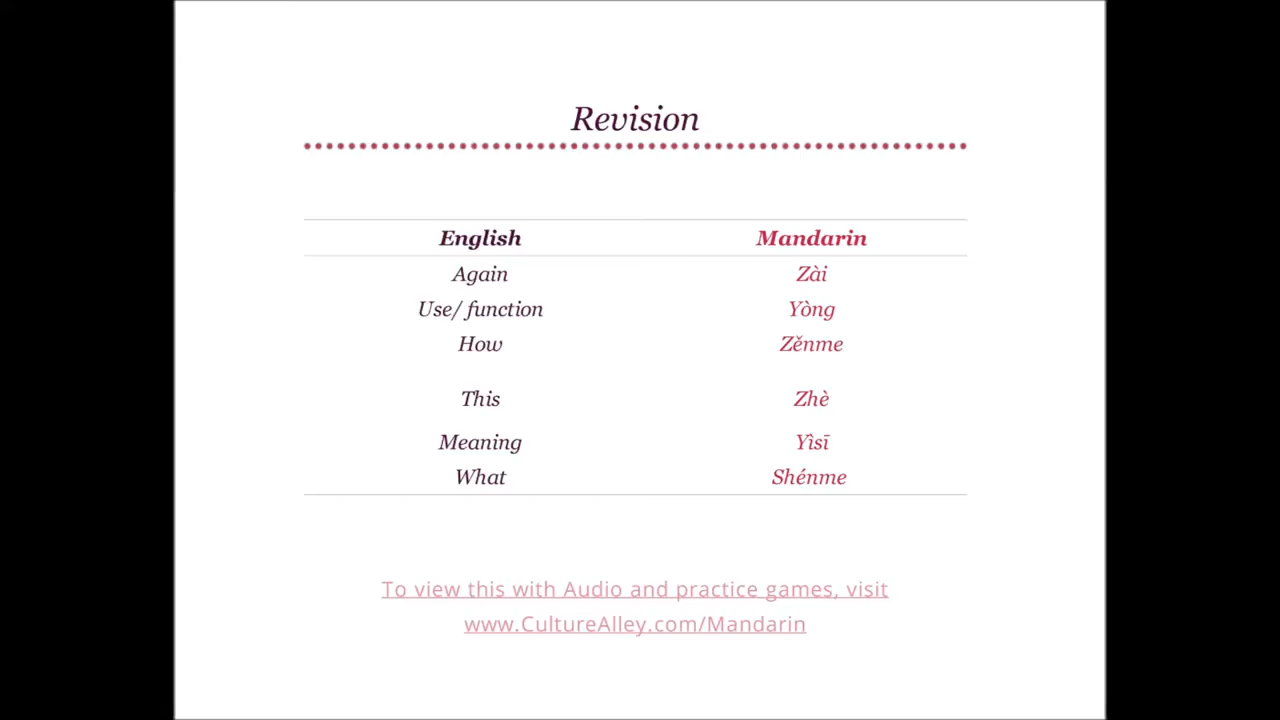 Revision
English Mandarin
Again Zài
Use/ function Yòng
How Zěnme
This Zhè
Meaning Yìsī
What Shénme
To view this with Audio and practice games, visit
www.CultureAlley.com/Mandarin